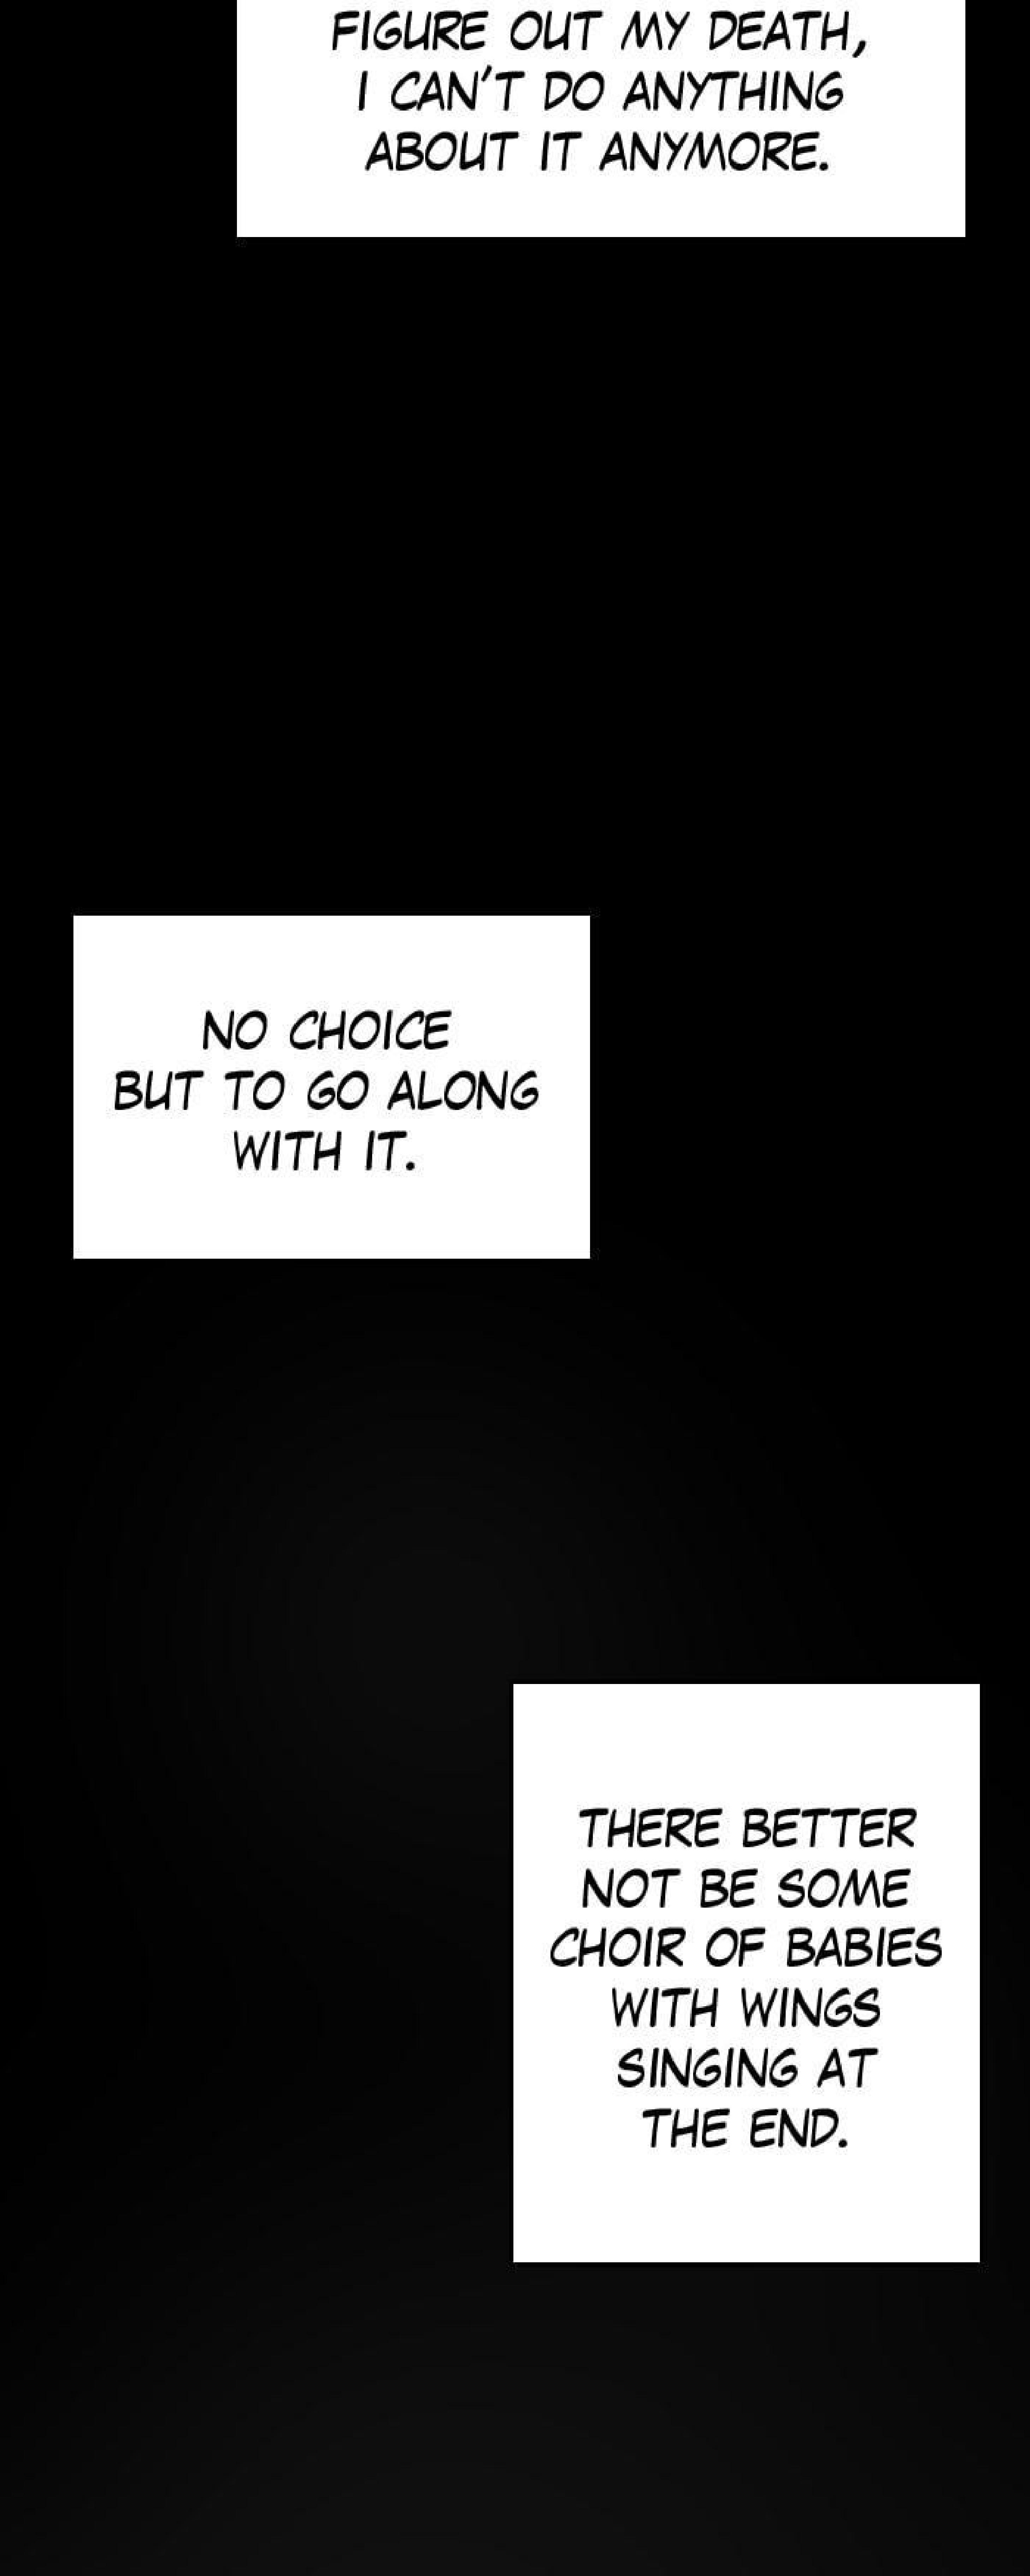 FIGURE OUT MY DEATH,
I CAN'T DO ANYTHING
ABOUT IT ANYMORE.
NO CHOICE
BUT TO GO ALONG
WITH IT.
THERE BETTER
NOT BE SOME
CHOIR OF BABIES
WITH WINGS
SINGING AT
THE END.